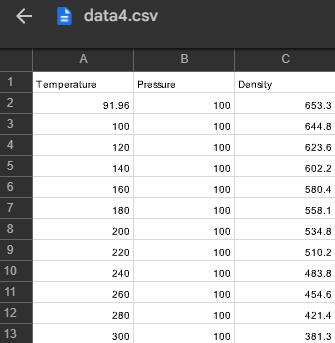 data4.csv
A B C
1 Temperature Pressure Density
2 91.96 100 653.3
3 100 100 644.8
4 120 100 623.6
5 140 100 602.2
6 160 100 580.4
7 180 100 558.1
8 200 100 534.8
9 220 100 510.2
10 240 100 483.8
11 260 100 454.6
12 280 100 421.4
13 300 100 381.3